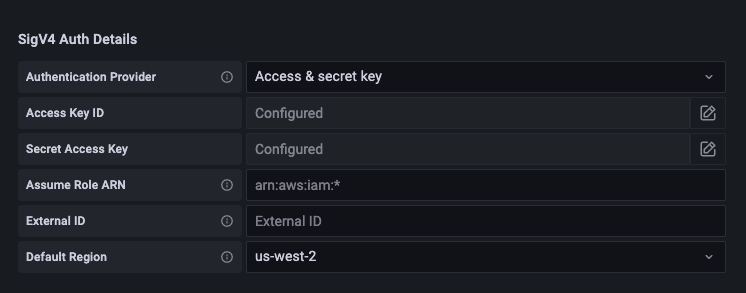 SigV4 Auth Details
Authentication Provider Access & secret key
Access Key ID Configured
Secret Access Key Configured
Assume Role ARN arn:aws:iam:*
External ID External ID
Default Region us-west-2